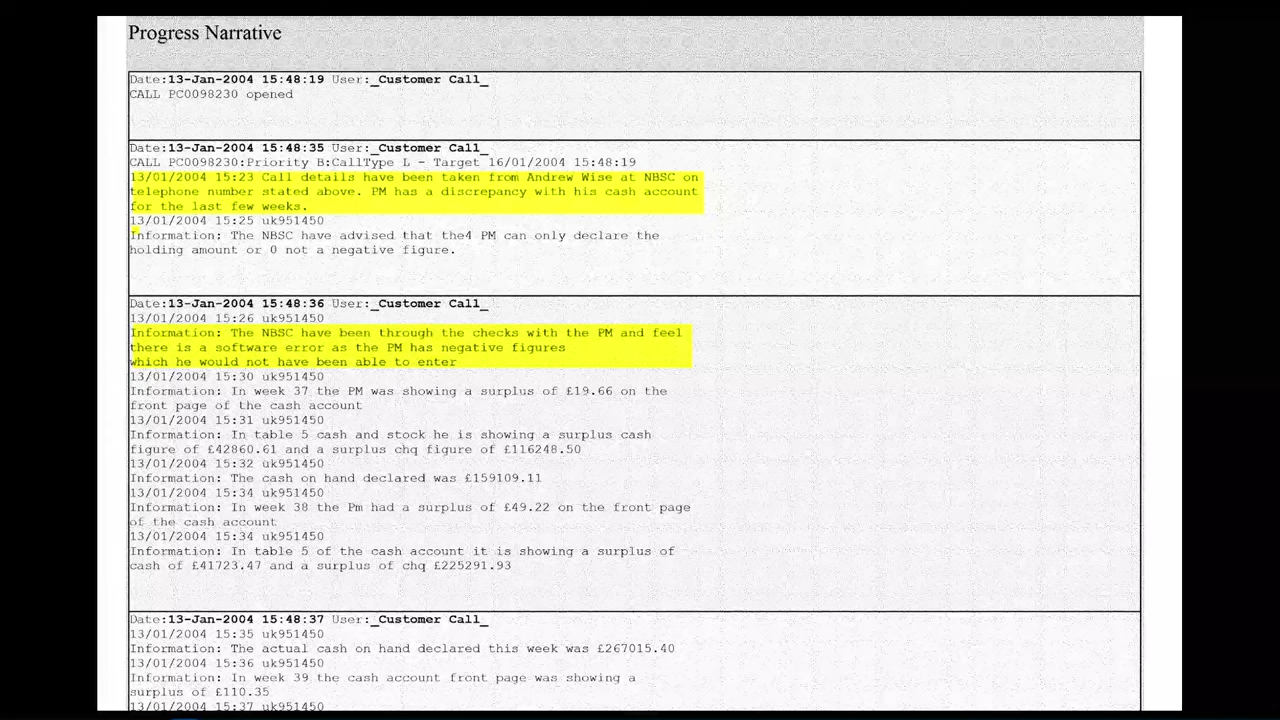 Progress Narrative
Date:13-Jan-2004 15:48:19 User:_Customer Call_
CALL PC0098230 opened
Date:13-Jan-2004 15:48:35 User:_Customer Call_
CALL PC0098230:Priority B:CallType L - Target 16/01/2004 15:48:19
13/01/2004 15:23 Call details have been taken from Andrew Wise at NBSC on
telephone number stated above. PM has a discrepancy with his cash account
for the last few weeks.
13/01/2004 15:25 uk951450
Information: The NBSC have advised that the4 PM can only declare the
holding amount or 0 not a negative figure.
Date:13-Jan-2004 15:48:36 User:_Customer Call_
13/01/2004 15:26 uk951450
Information: The NBSC have been through the checks with the PM and feel
there is a software error as the PM has negative figures
which he would not have been able to enter
13/01/2004 15:30 uk951450
Information: In week 37 the PM was showing a surplus of £19.66 on the
front page of the cash account
13/01/2004 15:31 uk951450
Information: In table 5 cash and stock he is showing a surplus cash
figure of £42860.61 and a surplus chq figure of £116248.50
13/01/2004 15:32 uk951450
Information: The cash on hand declared was £159109.11
13/01/2004 15:34 uk951450
Information: In week 38 the Pm had a surplus of £49.22 on the front page
of the cash account
13/01/2004 15:34 uk951450
Information: In table 5 of the cash account it is showing a surplus of
cash of £41723.47 and a surplus of chq £225291.93
Date:13-Jan-2004 15:48:37 User:_Customer Call_
13/01/2004 15:35 uk951450
Information: The actual cash on hand declared this week was £267015.40
13/01/2004 15:36 uk951450
Information: In week 39 the cash account front page was showing a
surplus of £110.35
13/01/2004 15:37 uk951450